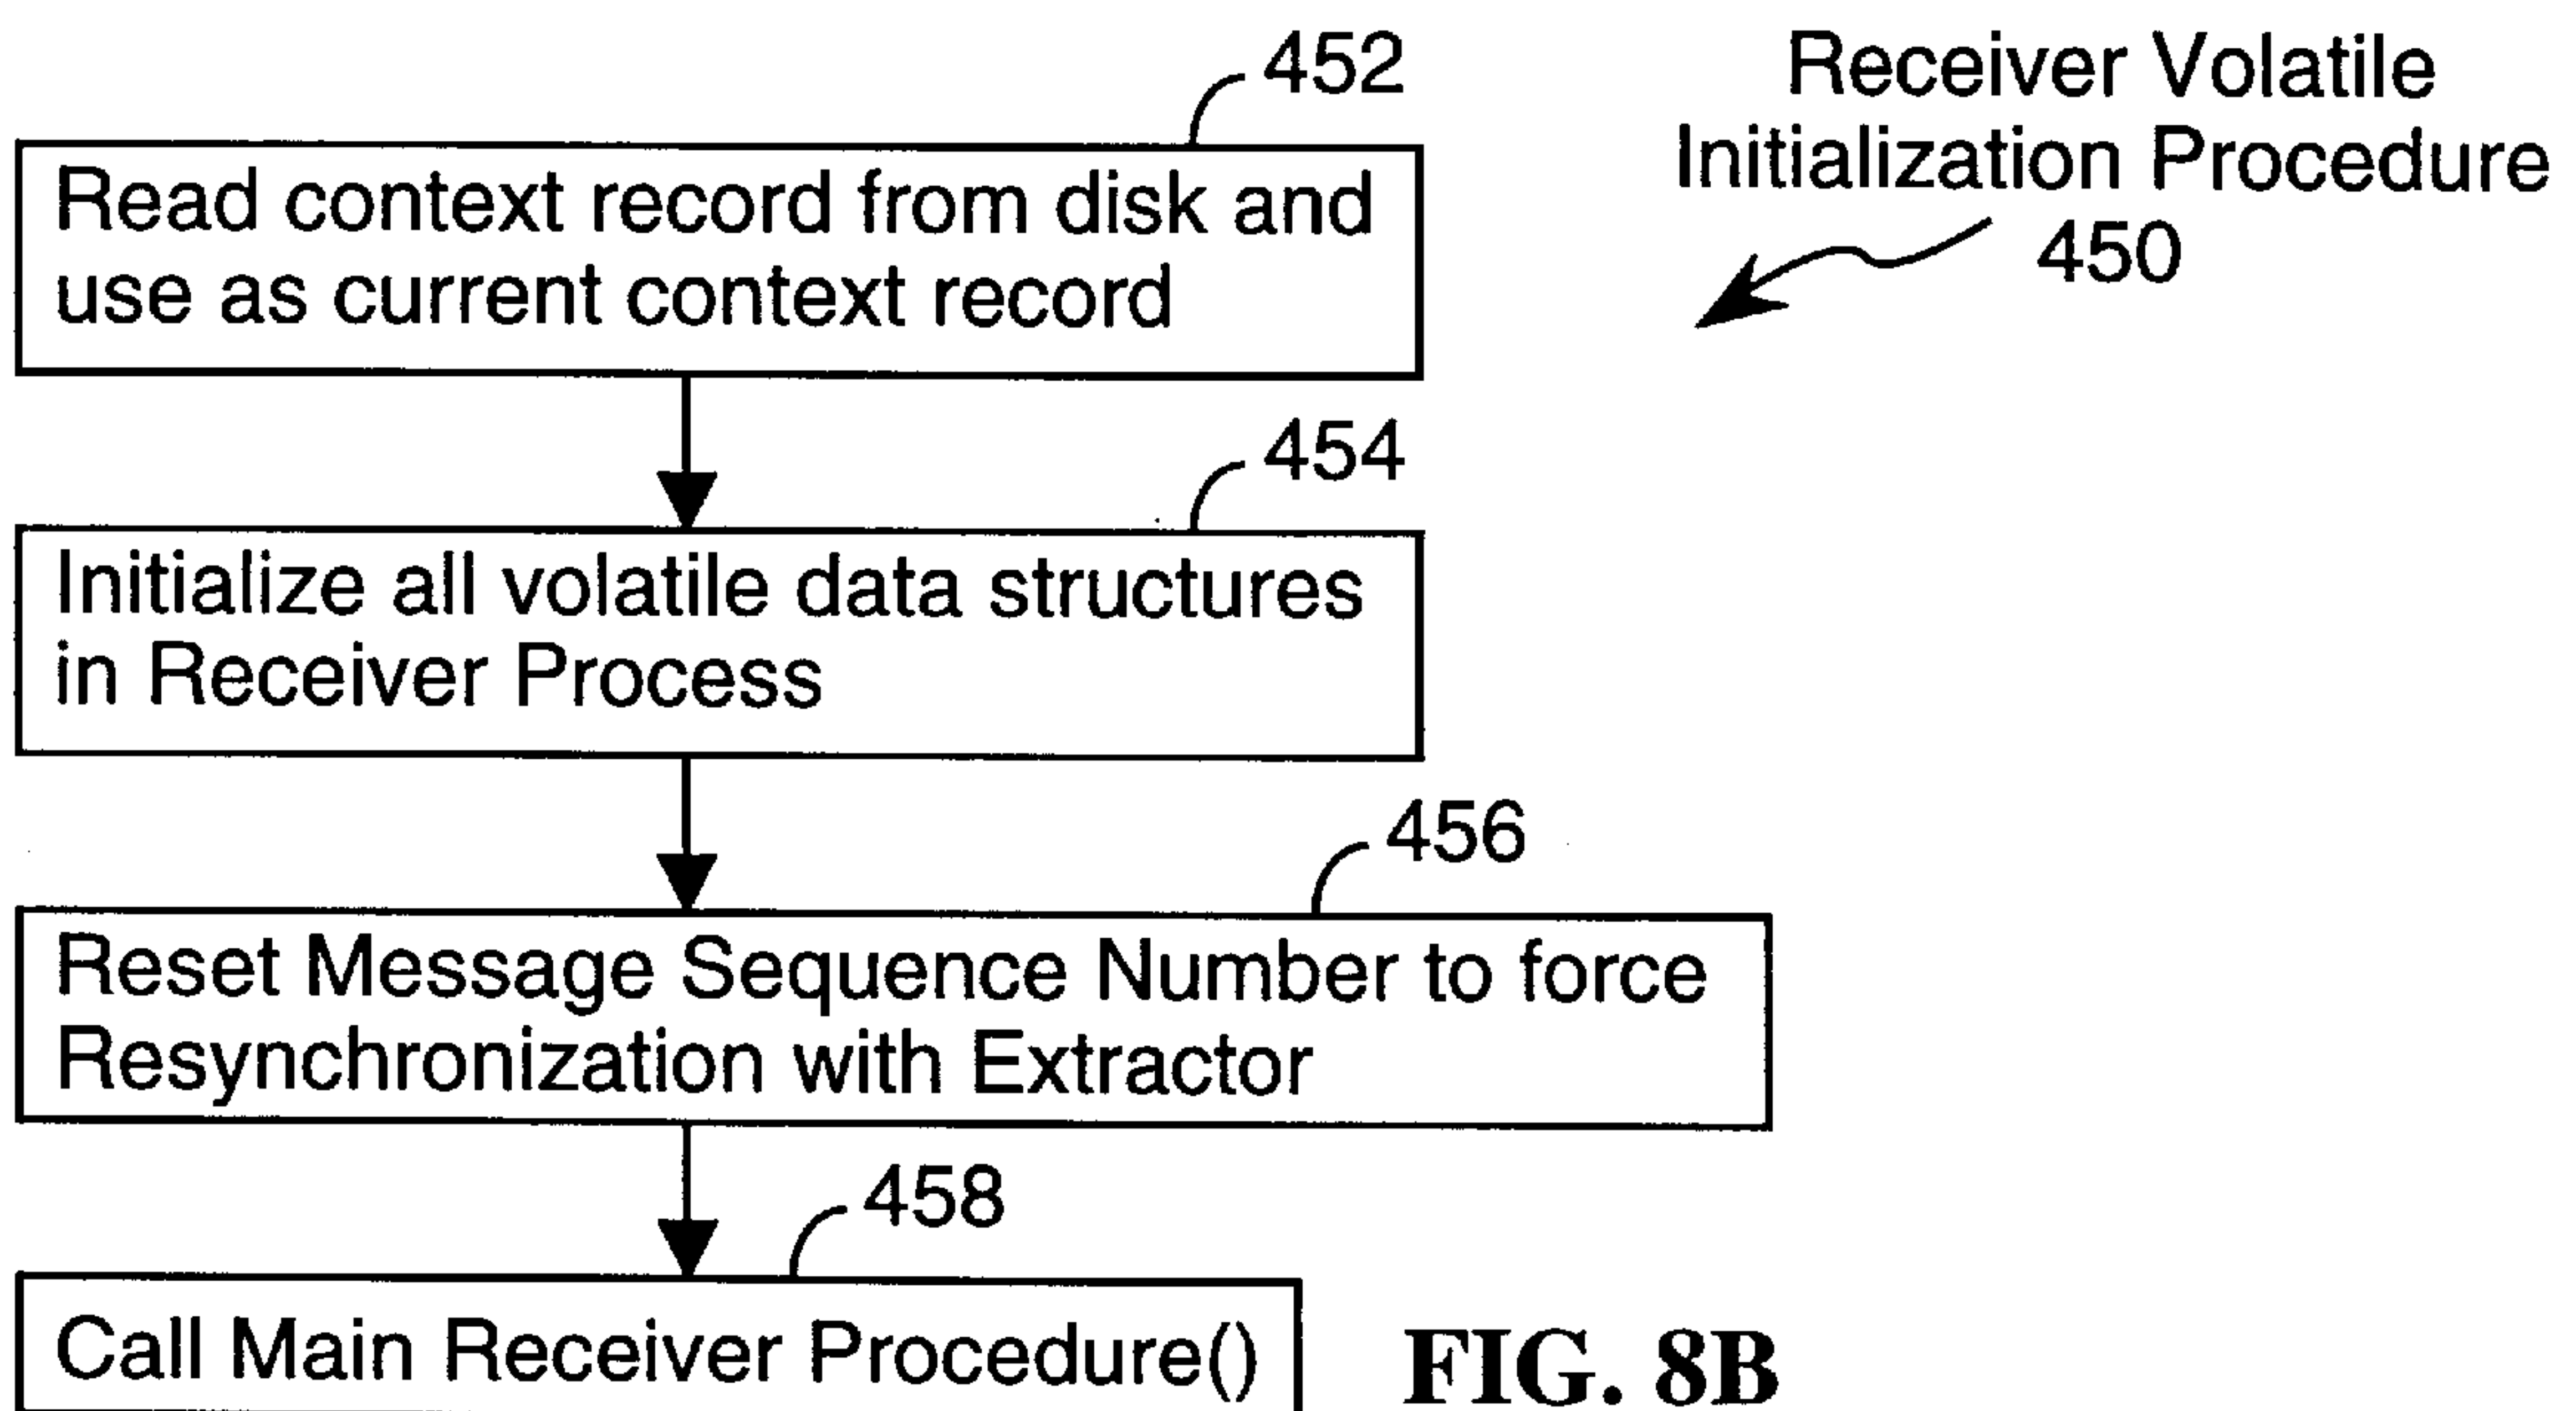 Receiver Volatile
Initialization Procedure
450
452
Read context record from disk and
use as current context record
454
Initialize all volatile data structures
in Receiver Process
456
Reset Message Sequence Number to force
Resynchronization with Extractor
458
Call Main Receiver Procedure()
FIG. 8B